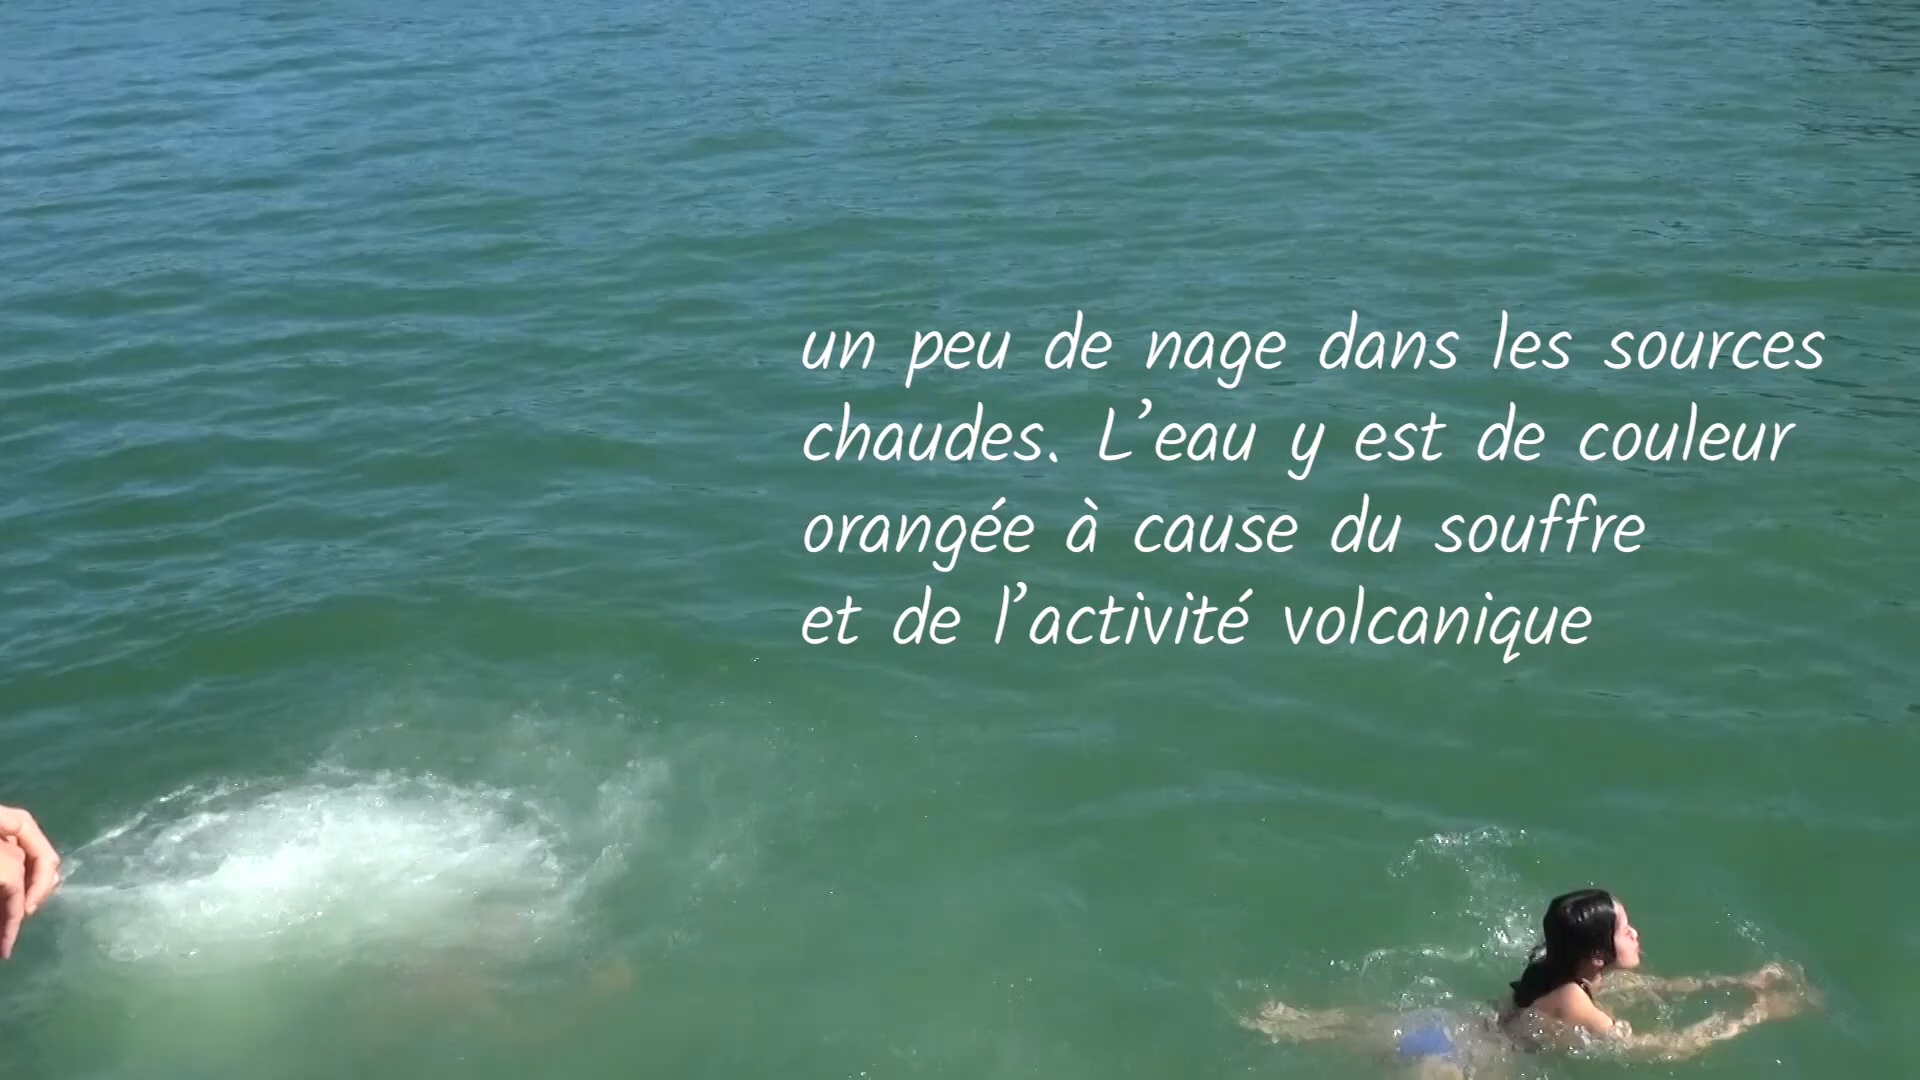 un peu de nage dans les sources
chaudes. L'eau y est de couleur
orangée à cause du souffre
et de l'activité volcanique